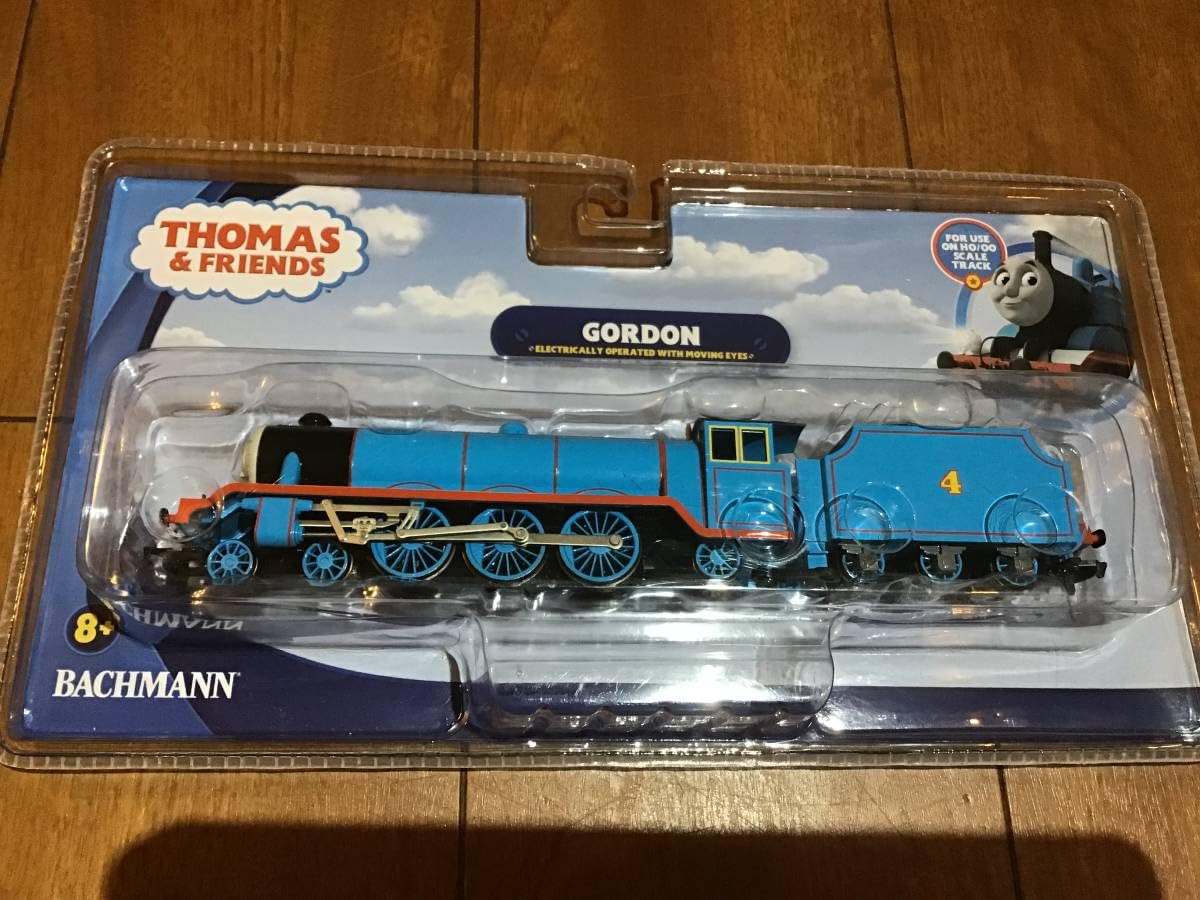 THOMAS
& FRIENDS
FOR USE
ON HO/OO
SCALE
TRACK
GORDON
ELECTRICALLY OPERATED WITH MOVING EYES
4
8+
BACHMANN